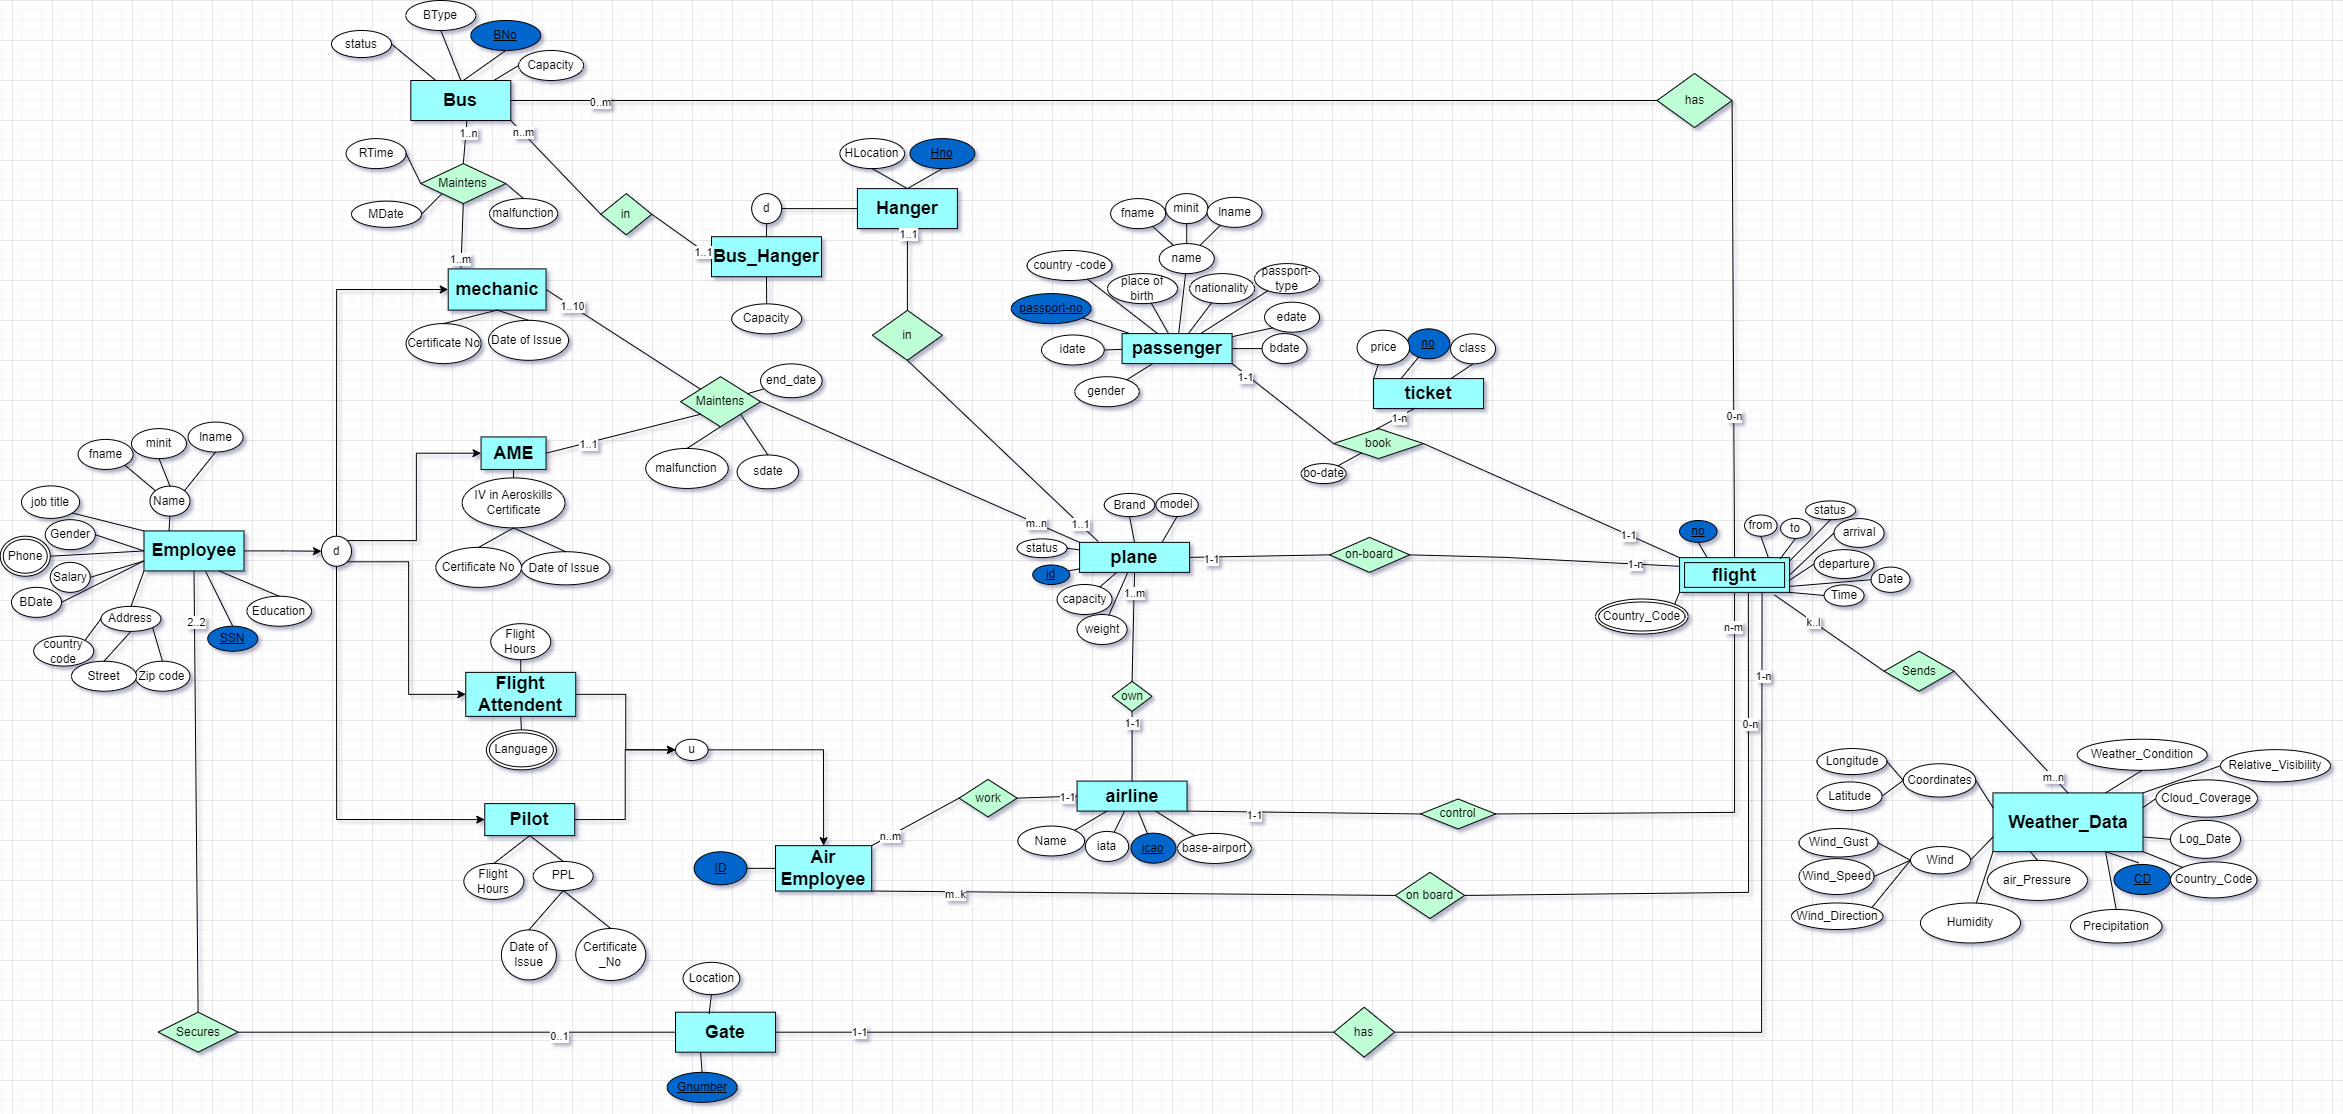 BType
BNo
status
Capacity
Bus
0..m
has
1..n
n..m
RTime
Maintens
MDate
malfunction
in
1..1
1..m
HLocation
Hno
d
Hanger
1..1
Bus_Hanger
Capacity
in
1..1
mechanic
1..10
Certificate No
Date of Issue
fname
minit
lname
name
country -code
place of
birth
nationality
passport-
type
passport-no
edate
idate
passenger
bdate
gender
1-1
price
no
class
ticket
1-n
book
bo-date
1-1
0-n
end_date
Maintens
malfunction
sdate
m..n
AME
1..1
IV in Aeroskills
Certificate
Certificate No
Date of Issue
fname
minit
lname
Name
job title
Gender
Phone
Employee
d
Salary
BDate
Address
country
code
Street
Zip code
2..2
SSN
Education
Brand
model
status
plane
id
capacity
weight
1-1
on-board
1-n
1..m
own
1-1
no
from
to
status
arrival
departure
Date
Time
flight
Country_Code
n-m
k..l
Sends
1-n
0-n
m..n
Flight
Hours
Flight
Attendent
Language
u
Pilot
Flight
Hours
PPL
Date of
Issue
Certificate
_No
ID
Air
Employee
n..m
work
1-1
airline
Name
iata
icao
base-airport
1-1
control
m..k
on board
Weather_Condition
Relative_Visibility
Longitude
Coordinates
Latitude
Cloud_Coverage
Weather_Data
Log_Date
Wind_Gust
Wind
Wind_Speed
Wind_Direction
air_Pressure
CD
Country_Code
Humidity
Precipitation
Location
Secures
0..1
Gate
1-1
has
Gnumber